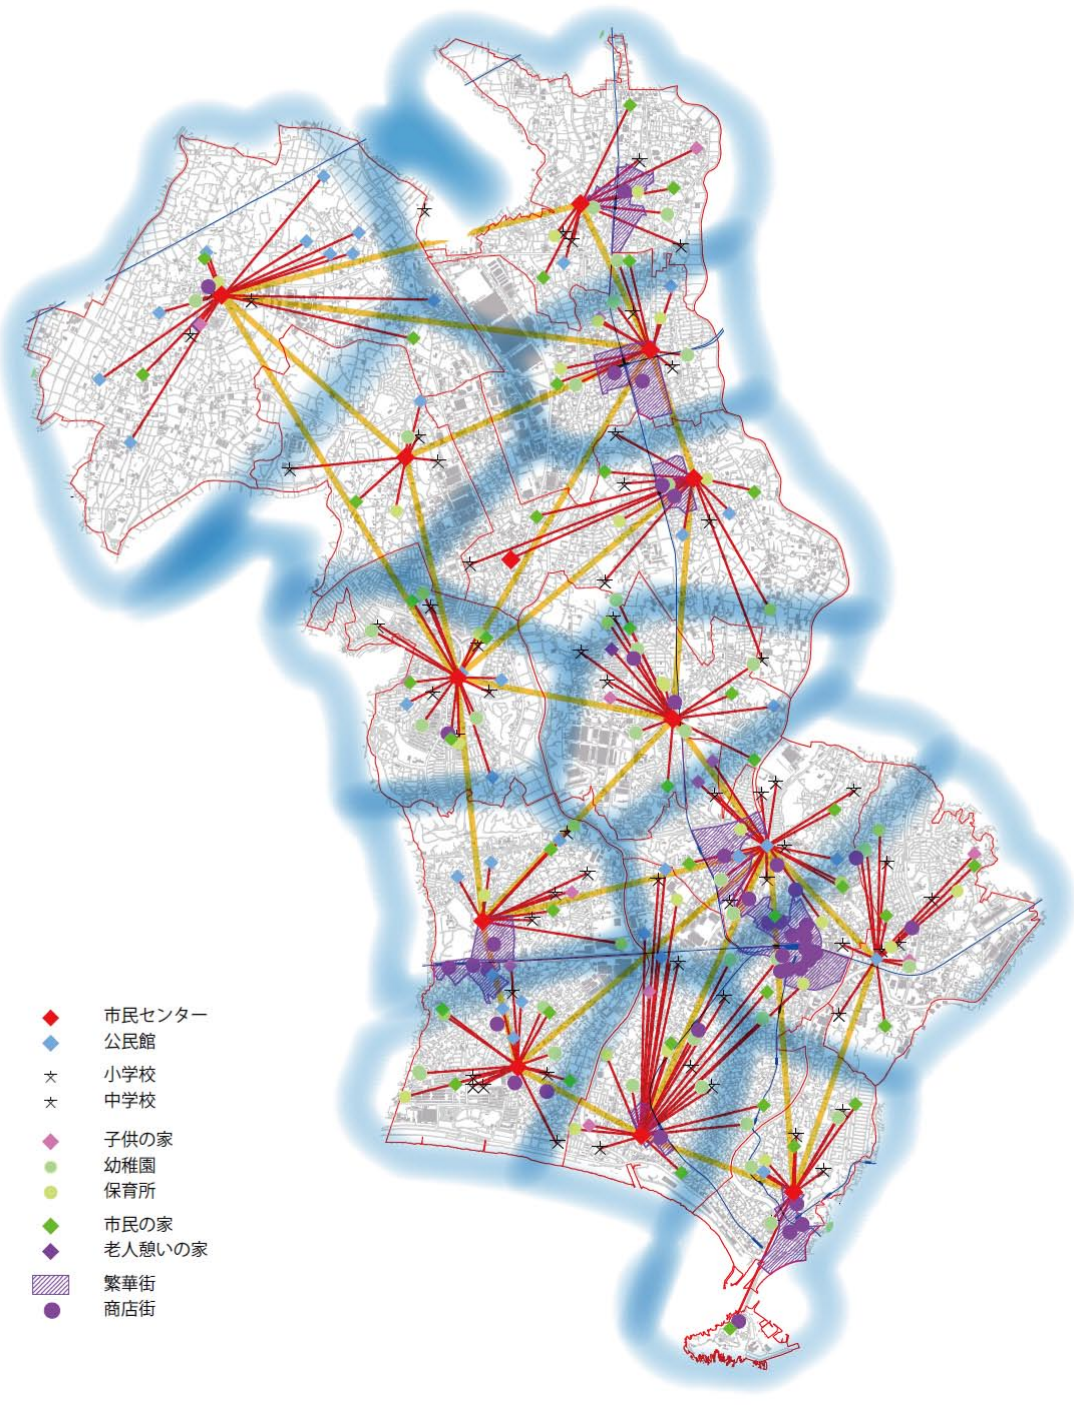 市民センター
公民館
小学校
中学校
子供の家
幼稚園
保育所
市民の家
老人憩いの家
繁華街
商店街